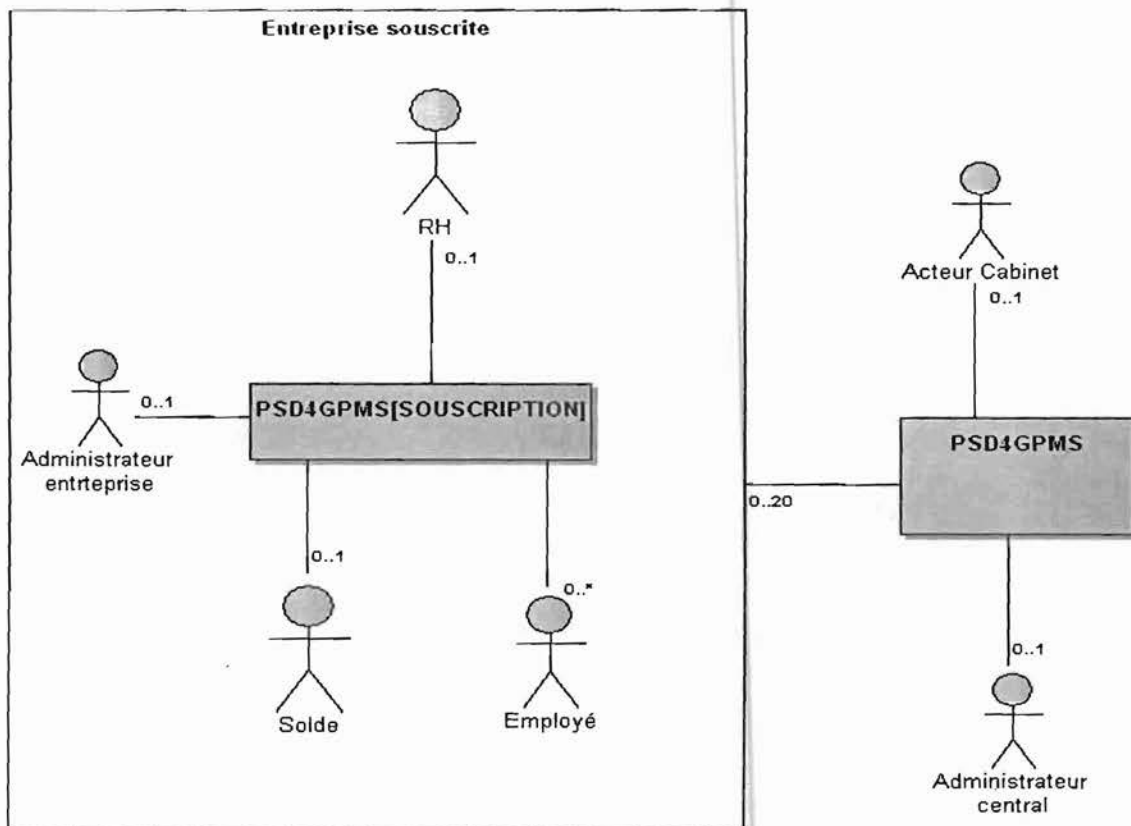 Entreprise souscrite
RH
0..1
Acteur Cabinet
0..1
0..1
PSD4GPMS[SOUSCRIPTION]
Administrateur
entrteprise
PSD4GPMS
0..20
0..1
0..*
0..1
Solde
Employé
Administrateur
central